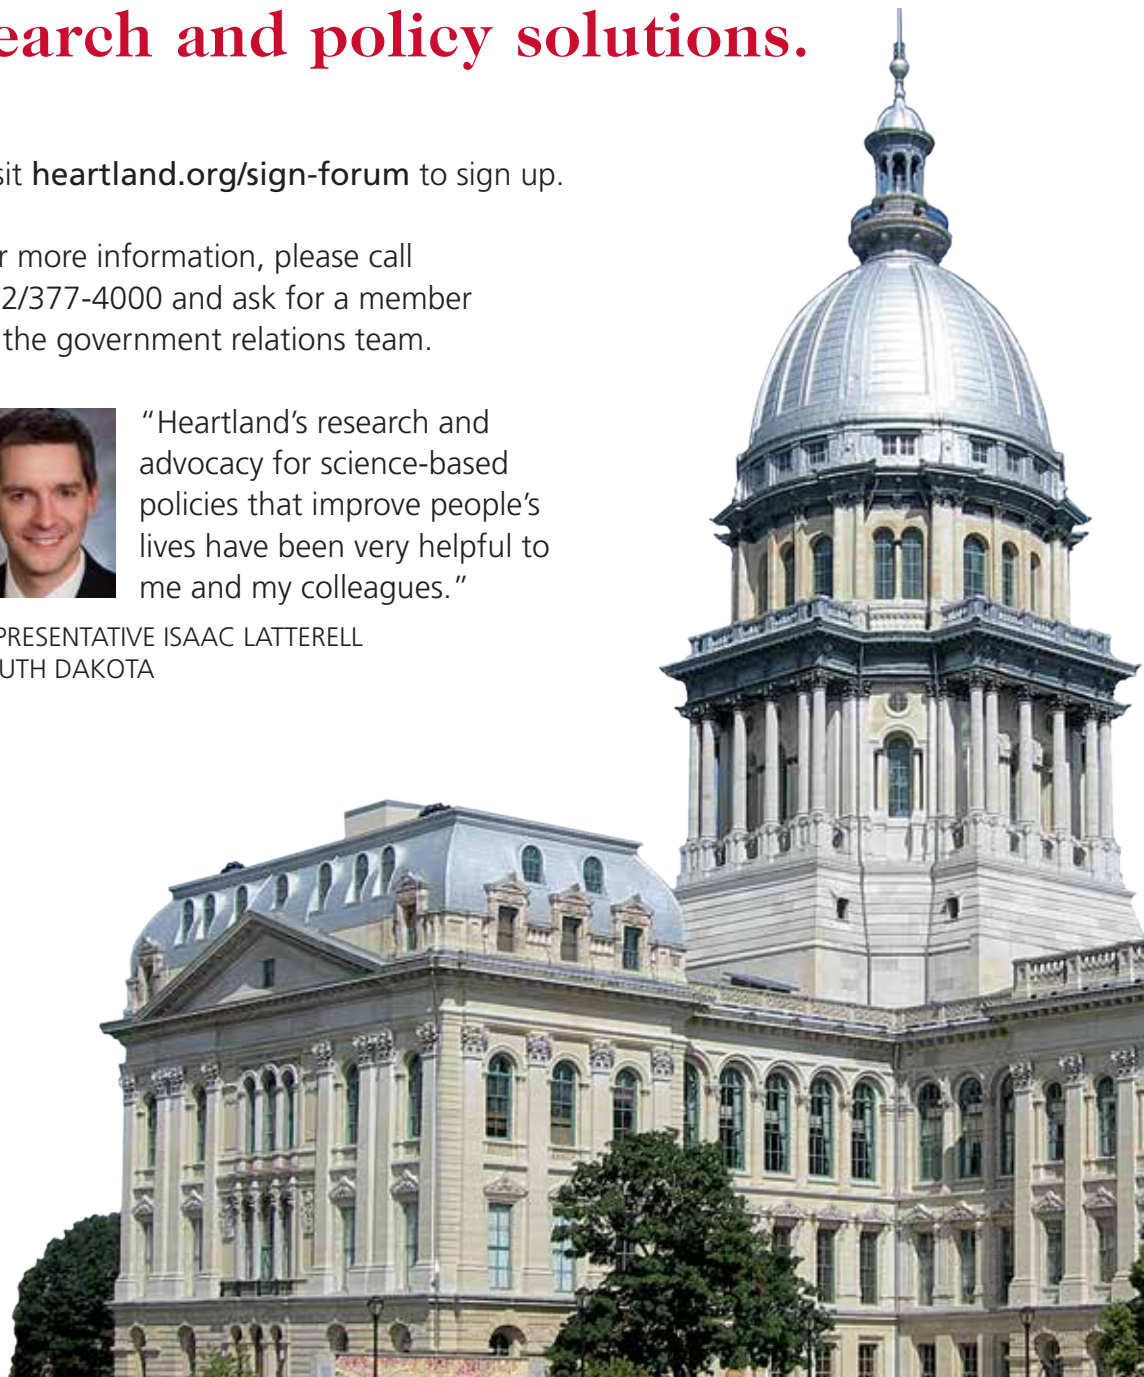 earch and policy solutions.
sit heartland.org/sign-forum to sign up.
r more information, please call
2/377-4000 and ask for a member
the government relations team.
“Heartland’s research and
advocacy for science-based
policies that improve people’s
lives have been very helpful to
me and my colleagues.”
PRESENTATIVE ISAAC LATTERELL
UTH DAKOTA